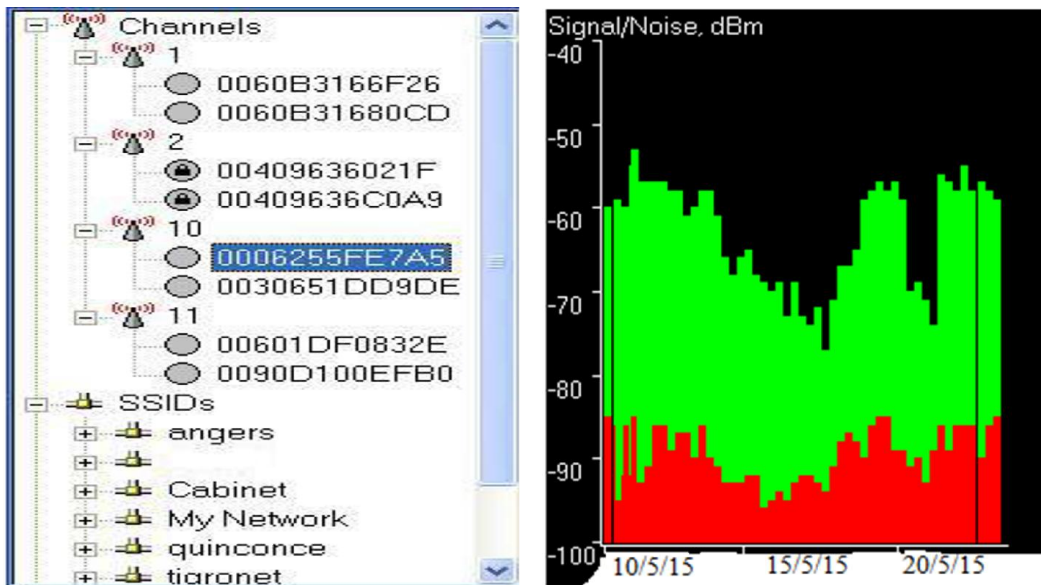 Channels
1
0060B3166F26
0060B31680CD
2
00409636021F
00409636C0A9
10
0006255FE7A5
0030651DD9DE
11
00601DF0832E
0090D100EFB0
SSIDs
angers
Cabinet
My Network
quinconce
tigronet
Signal/Noise, dBm
-40
-50
-60
-70
-80
-90
-100
10/5/15 15/5/15 20/5/15